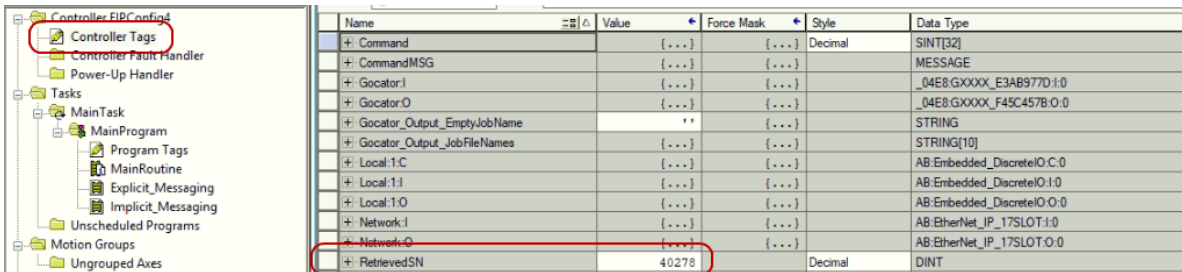 Controller EIPConfig4
Controller Tags
Controller Fault Handler
Power-Up Handler
Tasks
MainTask
MainProgram
Program Tags
MainRoutine
Explicit_Messaging
Implicit_Messaging
Unscheduled Programs
Motion Groups
Ungrouped Axes
Name Value Force Mask Style Data Type
Command {...} {...} Decimal SINT[32]
CommandMSG {...} {...} MESSAGE
Gocator:I {...} {...} _04E8:GXXXX_E3AB977D:I:0
Gocator:O {...} {...} _04E8:GXXXX_F45C457B:O:0
Gocator_Output_EmptyJobName '' {...} STRING
Gocator_Output_JobFileNames {...} {...} STRING[10]
Local:1:C {...} {...} AB:Embedded_DiscreteIO:C:0
Local:1:I {...} {...} AB:Embedded_DiscreteIO:I:0
Local:1:O {...} {...} AB:Embedded_DiscreteIO:O:0
Network:I {...} {...} AB:EtherNet_IP_17SLOT:I:0
Network:O {...} {...} AB:EtherNet_IP_17SLOT:O:0
RetrievedSN 40278 Decimal DINT